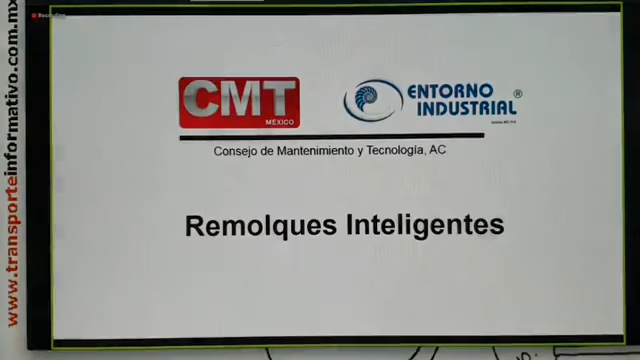 www.transporteinformativo.com.mx
CMT
MÉXICO
ENTORNO
INDUSTRIAL ®
Consejo de Mantenimiento y Tecnología, AC
Remolques Inteligentes